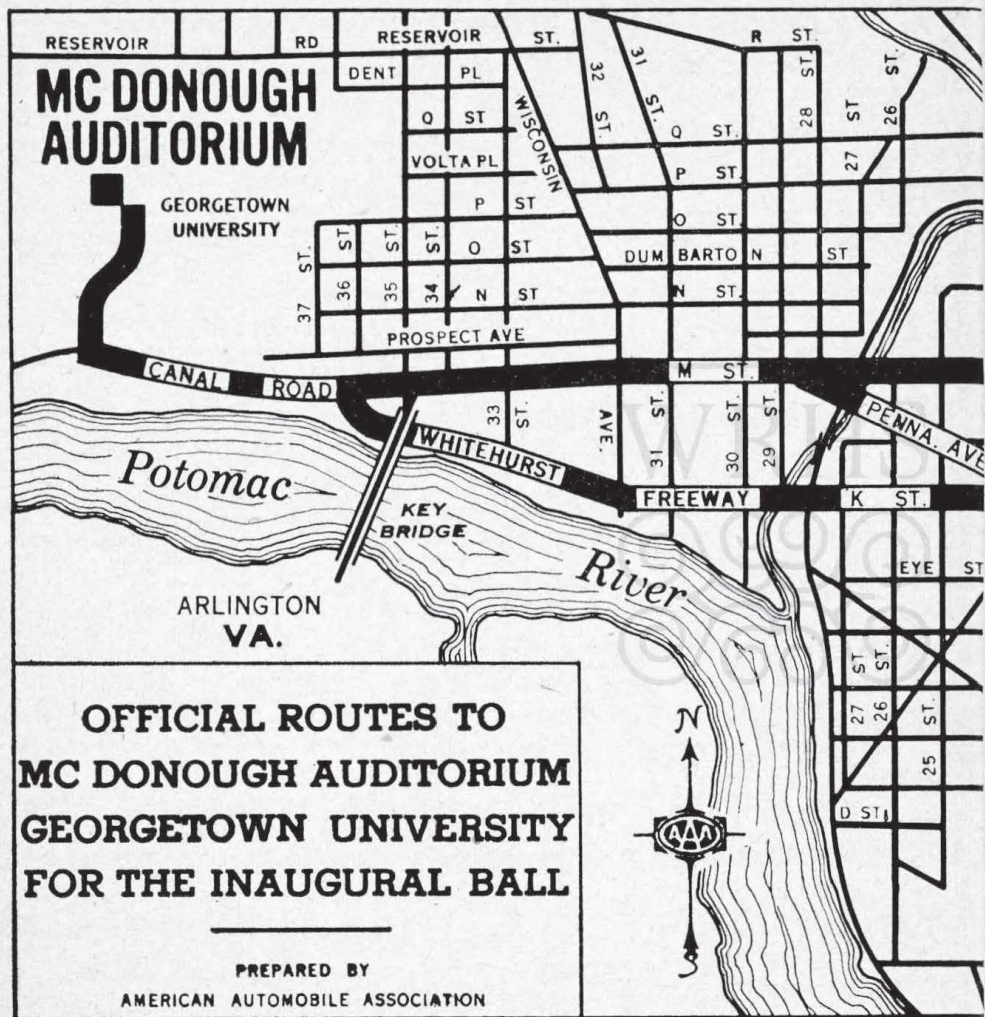 RESERVOIR RD RESERVOIR ST.
R ST.
MC DONOUGH
AUDITORIUM
DENT PL
Q ST
VOLTA PL
P ST
O ST
N ST
PROSPECT AVE
GEORGETOWN
UNIVERSITY
37 ST.
36 ST.
35 ST.
34 ST.
WISCONSIN
AVE.
32 ST.
31 ST.
28 ST.
27 ST
26 ST.
Q ST.
P ST.
O ST.
DUM BARTO N ST
N ST.
CANAL ROAD
M ST.
PENNA. AVE
33 ST.
31 ST.
30 ST.
29 ST.
WHITEHURST FREEWAY K ST.
KEY
BRIDGE
Potomac River
EYE ST
27 ST.
26 ST.
25 ST.
D ST.
ARLINGTON
VA.
WRHS
N
AAA
S
OFFICIAL ROUTES TO
MC DONOUGH AUDITORIUM
GEORGETOWN UNIVERSITY
FOR THE INAUGURAL BALL
PREPARED BY
AMERICAN AUTOMOBILE ASSOCIATION